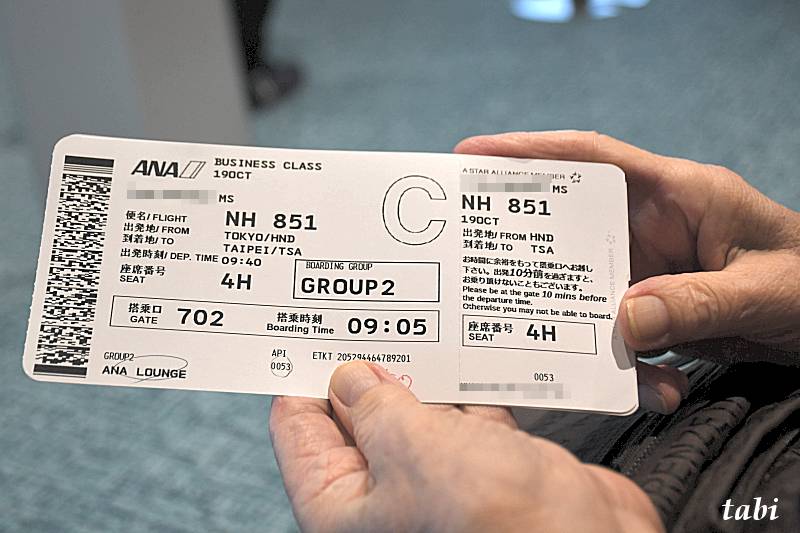 ANA
BUSINESS CLASS
19OCT
MS
便名/ FLIGHT NH 851
出発地/ FROM TOKYO/HND
到着地/ TO TAIPEI/TSA
出発時刻/ DEP. TIME 09:40
座席番号
SEAT 4H
BOARDING GROUP
GROUP2
搭乗口
GATE 702
搭乗時刻
Boarding Time 09:05
GROUP2
ANA LOUNGE
API
0053
ETKT 205294464789201
C
A STAR ALLIANCE MEMBER
MS
NH 851
19OCT
出発地/ FROM HND
到着地/ TO TSA
お時間に余裕をもって搭乗口へお越し
下さい。出発10分前を過ぎますと、
お乗り頂けないこともございます。
Please be at the gate 10 mins before
the departure time.
Otherwise you may not be able to board.
座席番号
SEAT 4H
0053
tabi